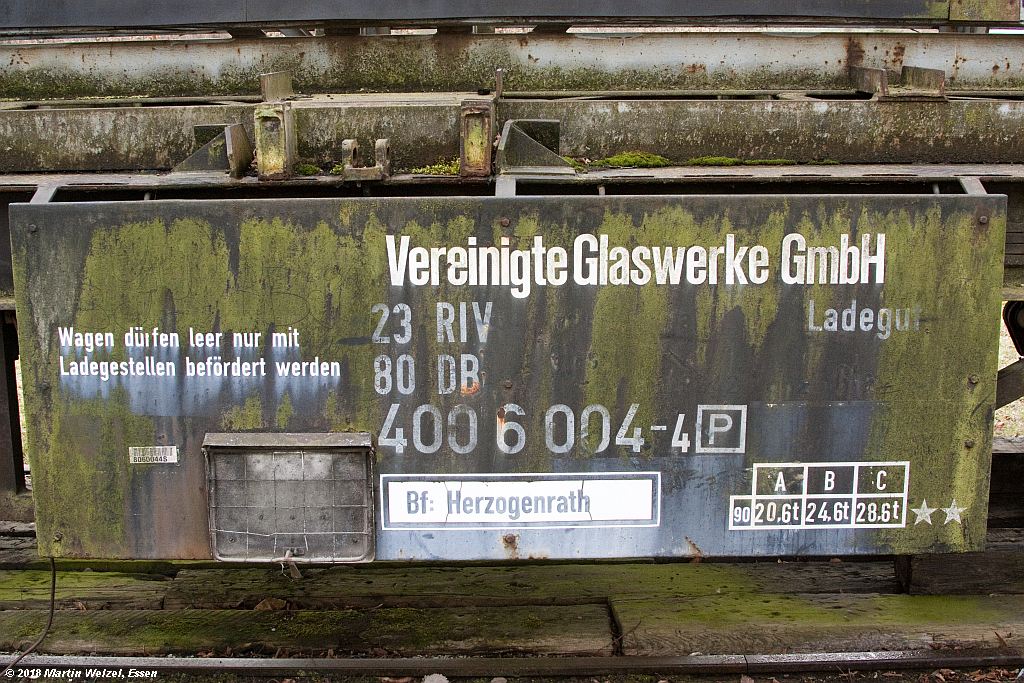 Vereinigte Glaswerke GmbH
23 RIV
Ladegut
Wagen dürfen leer nur mit
Ladegestellen befördert werden
80 DB
400 6 004-4 P
80600445
Bf: Herzogenrath
A B C
90 20,6t 24,6t 28,6t
© 2018 Martin Welzel, Essen